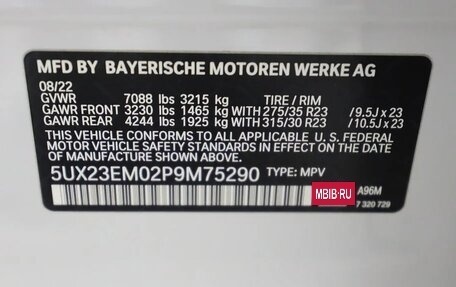 MFD BY BAYERISCHE MOTOREN WERKE AG
08/22
GVWR 7088 lbs 3215 kg TIRE / RIM
GAWR FRONT 3230 lbs 1465 kg WITH 275/35 R23 / 9.5J x 23
GAWR REAR 4244 lbs 1925 kg WITH 315/30 R23 / 10.5J x 23
THIS VEHICLE CONFORMS TO ALL APPLICABLE U. S. FEDERAL
MOTOR VEHICLE SAFETY STANDARDS IN EFFECT ON THE DATE
OF MANUFACTURE SHOWN ABOVE.
5UX23EM02P9M75290 TYPE: MPV
MBIB.RU
A96M
7 320 729